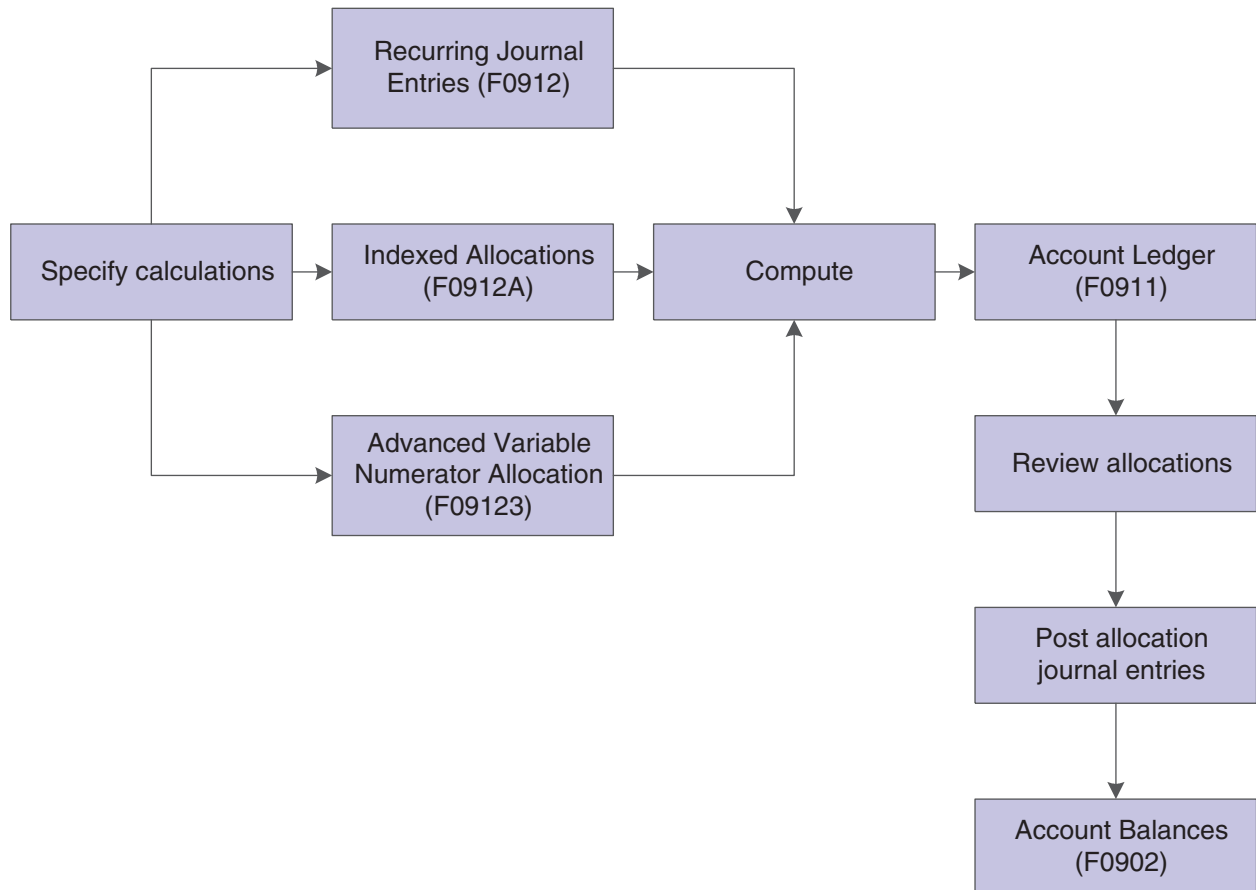 Recurring Journal
Entries (F0912)
Specify calculations
Indexed Allocations
(F0912A)
Compute
Account Ledger
(F0911)
Advanced Variable
Numerator Allocation
(F09123)
Review allocations
Post allocation
journal entries
Account Balances
(F0902)